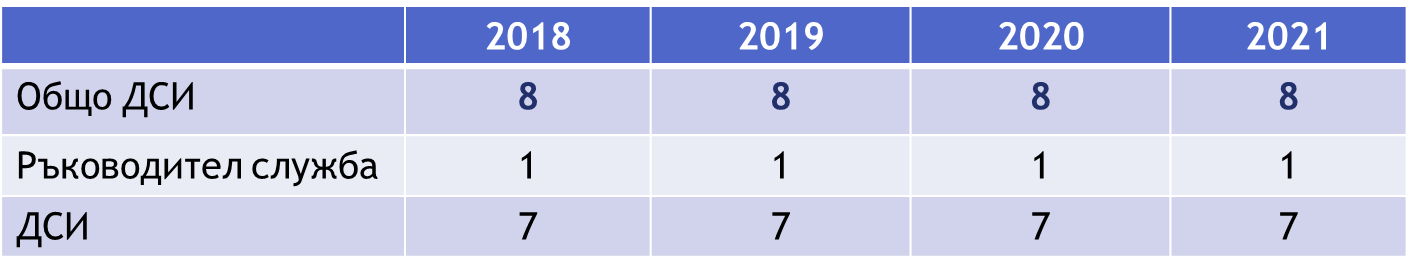 2018 2019 2020 2021
Общо ДСИ 8 8 8 8
Ръководител служба 1 1 1 1
ДСИ 7 7 7 7